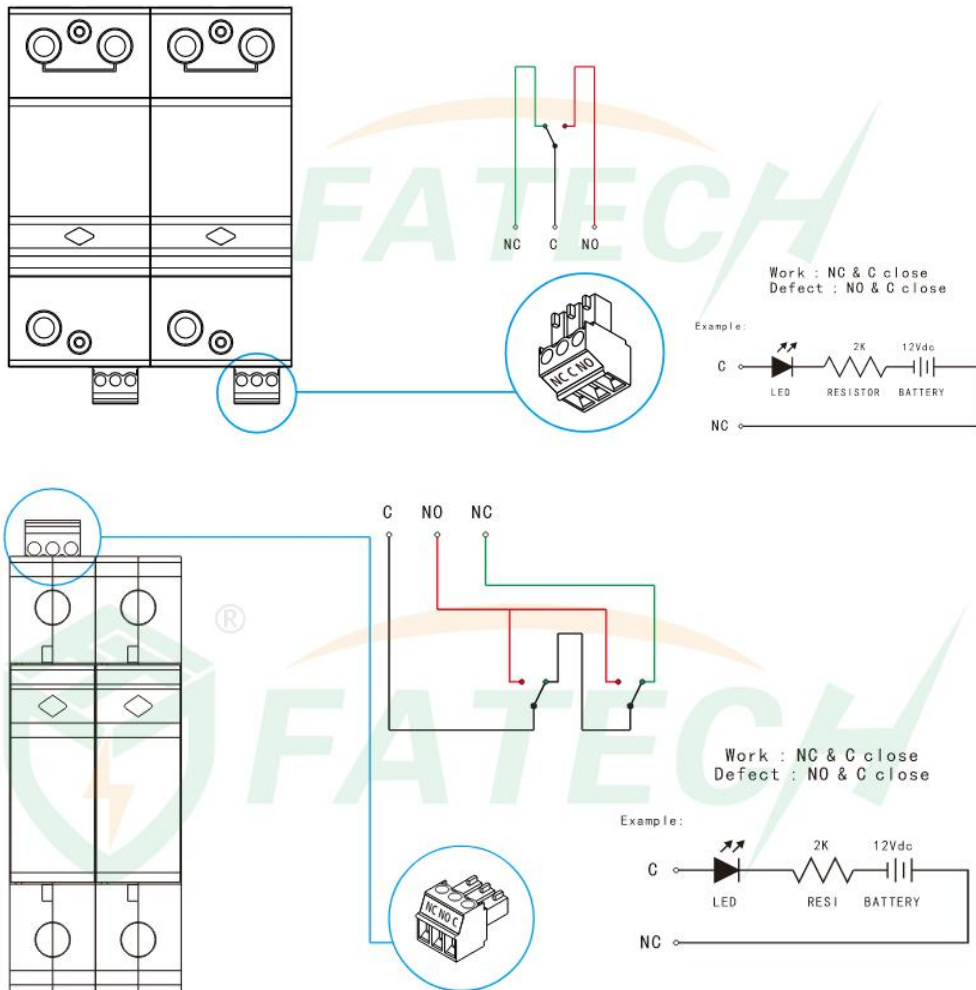 FATECH
NC C NO
Work : NC & C close
Defect : NO & C close
Example:
2K 12Vdc
C
LED RESISTOR BATTERY
NC C NO
NC
C NO NC
®
FATECH
Work : NC & C close
Defect : NO & C close
Example:
2K 12Vdc
C
LED RESI BATTERY
NC NO C
NC